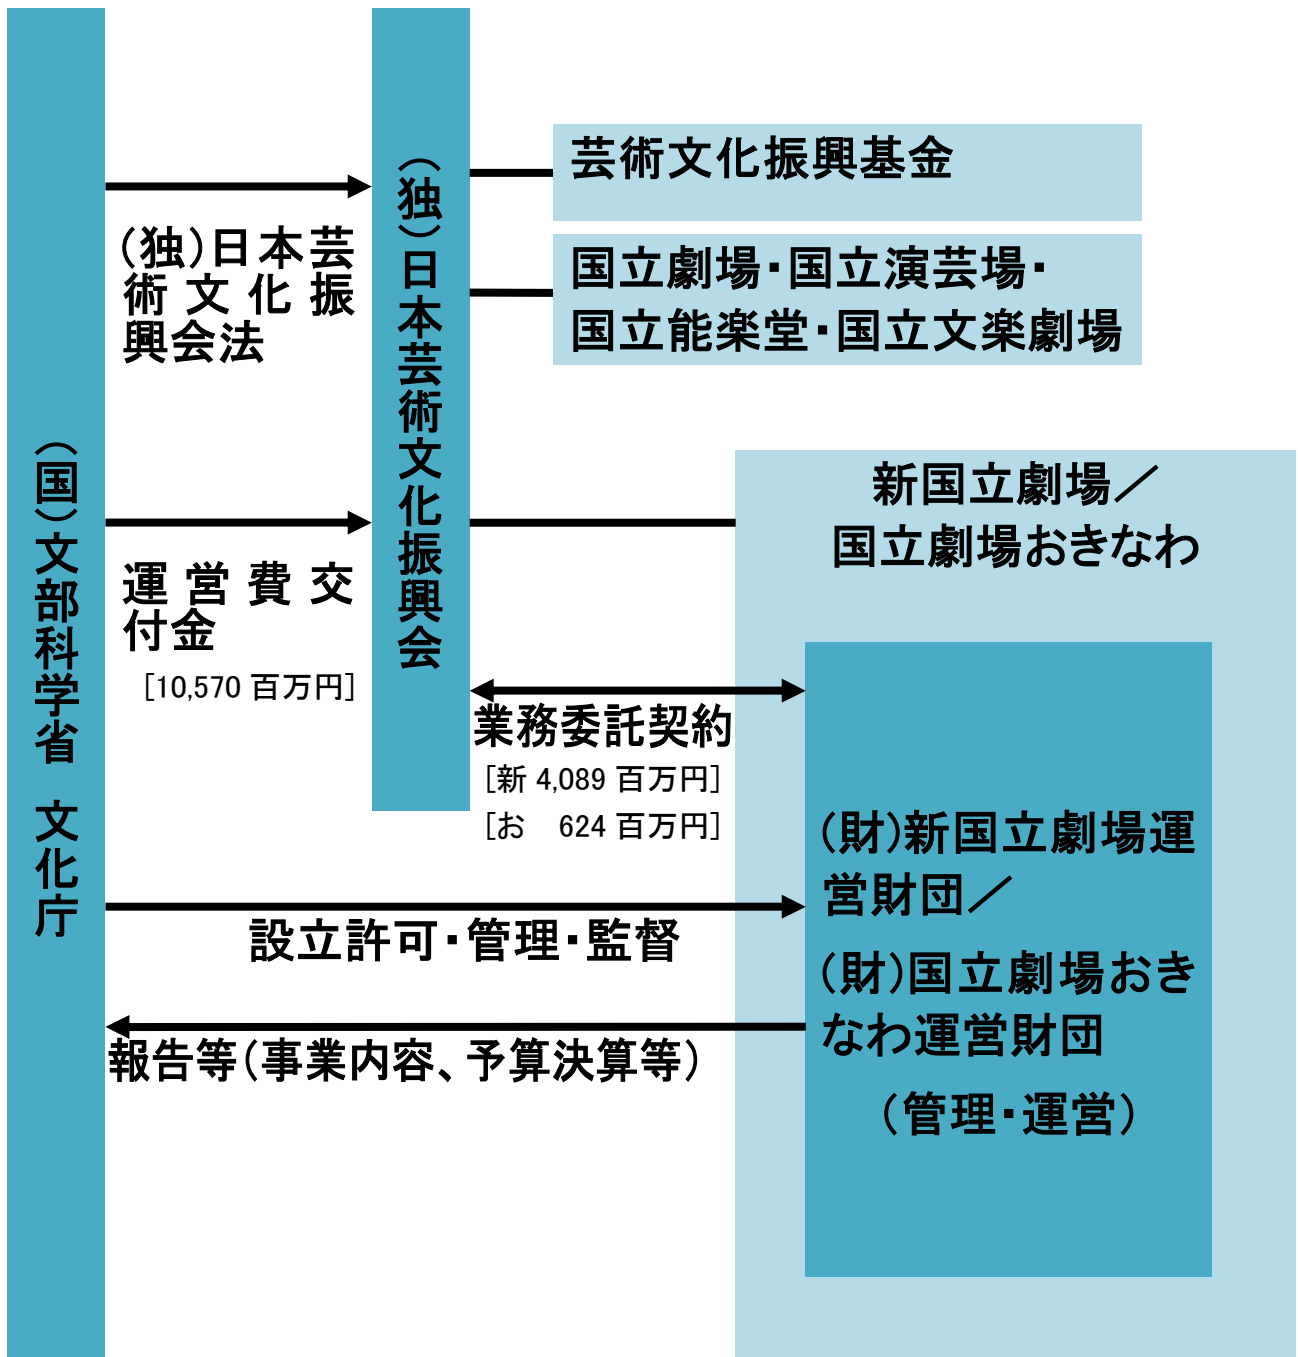 (国)文部科学省 文化庁
(独)日本芸
術文化振
興会法
運営費交
付金
[10,570 百万円]
(独)日本芸術文化振興会
芸術文化振興基金
国立劇場・国立演芸場・
国立能楽堂・国立文楽劇場
新国立劇場／
国立劇場おきなわ
業務委託契約
[新 4,089 百万円]
[お　624 百万円]
設立許可・管理・監督
報告等(事業内容、予算決算等)
(財)新国立劇場運
営財団／
(財)国立劇場おき
なわ運営財団
(管理・運営)